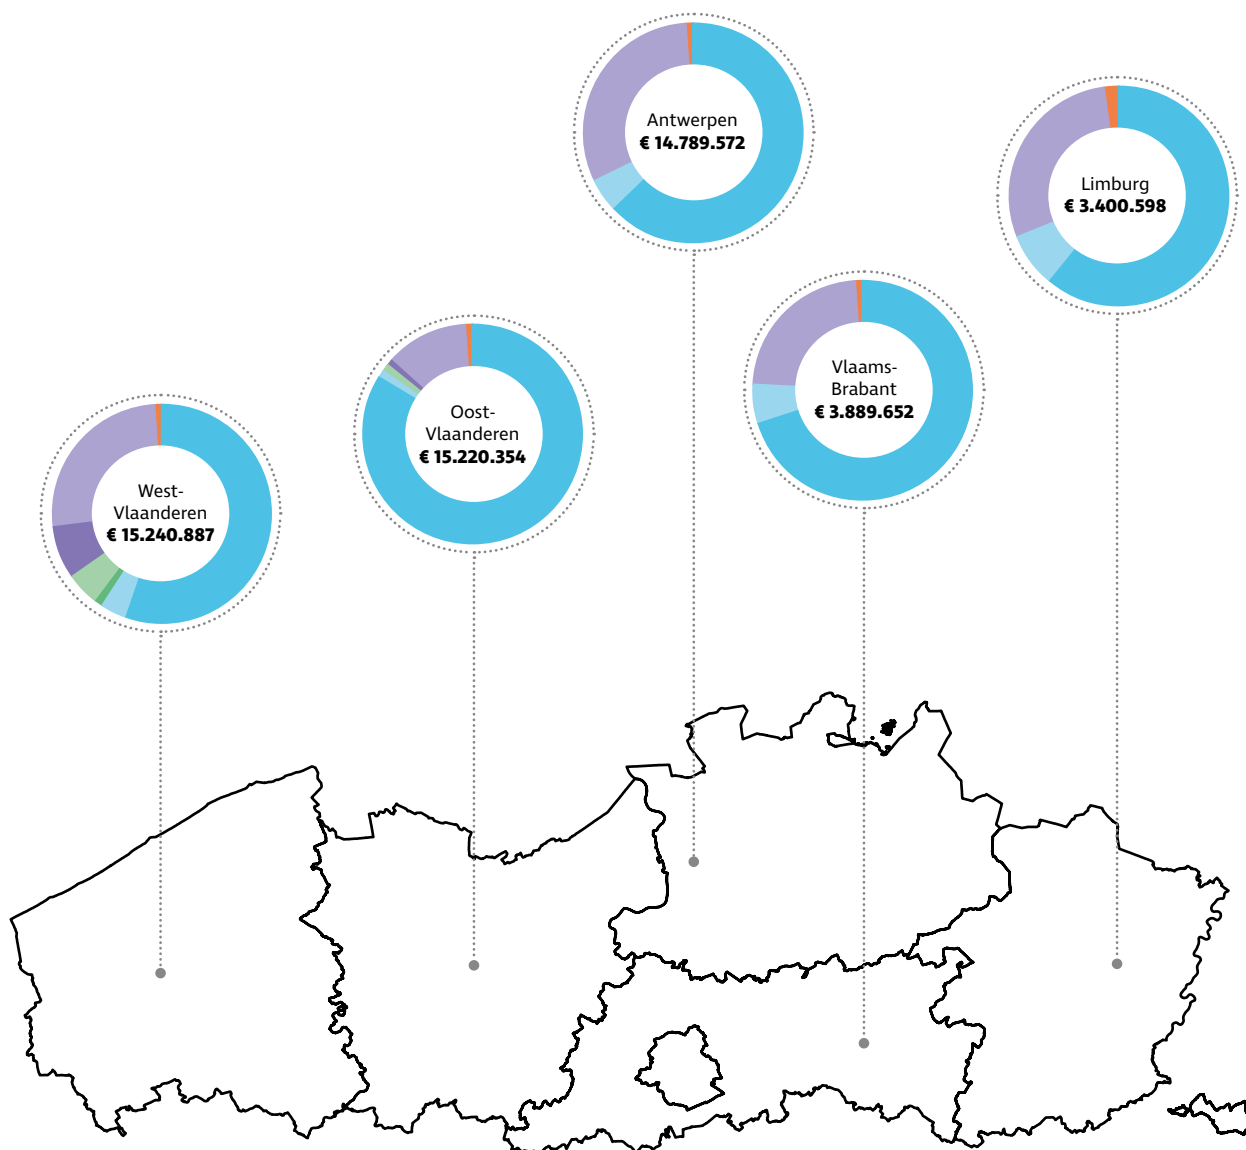 Antwerpen
€ 14.789.572
Limburg
€ 3.400.598
Vlaams-
Brabant
€ 3.889.652
Oost-
Vlaanderen
€ 15.220.354
West-
Vlaanderen
€ 15.240.887